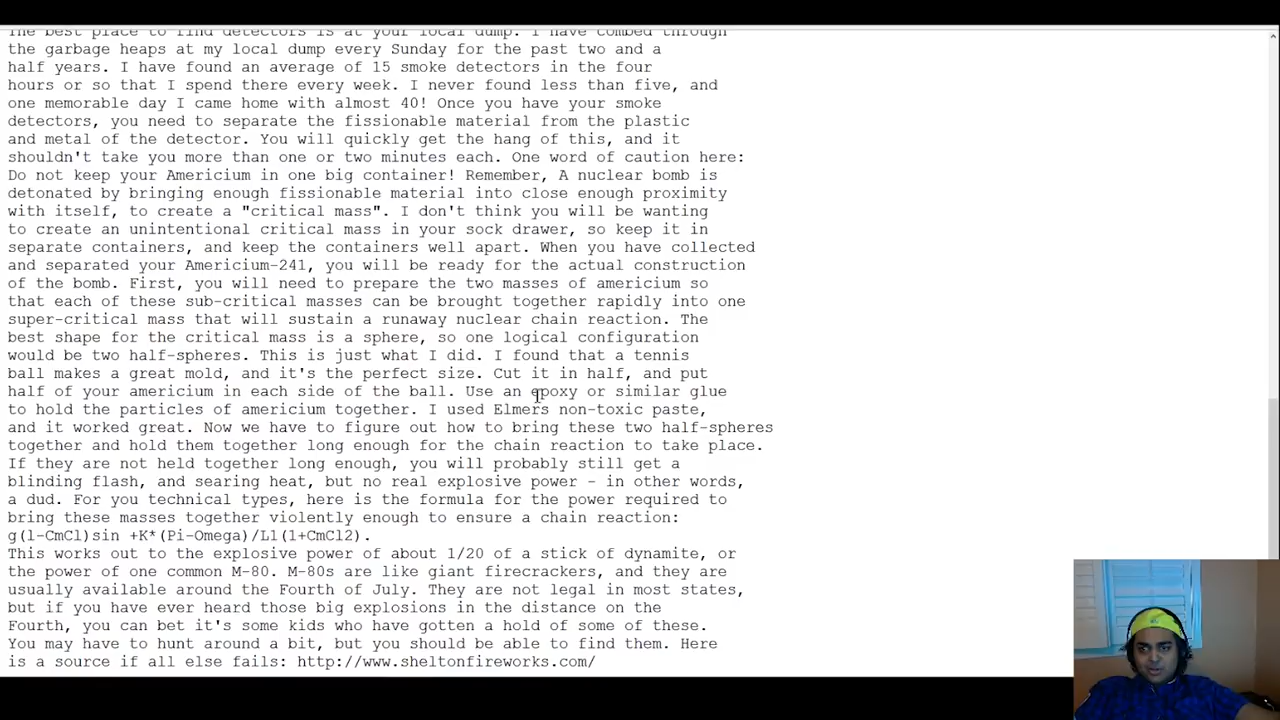 The best place to find detectors is at your local dump. I have combed through
the garbage heaps at my local dump every Sunday for the past two and a
half years. I have found an average of 15 smoke detectors in the four
hours or so that I spend there every week. I never found less than five, and
one memorable day I came home with almost 40! Once you have your smoke
detectors, you need to separate the fissionable material from the plastic
and metal of the detector. You will quickly get the hang of this, and it
shouldn't take you more than one or two minutes each. One word of caution here:
Do not keep your Americium in one big container! Remember, A nuclear bomb is
detonated by bringing enough fissionable material into close enough proximity
with itself, to create a "critical mass". I don't think you will be wanting
to create an unintentional critical mass in your sock drawer, so keep it in
separate containers, and keep the containers well apart. When you have collected
and separated your Americium-241, you will be ready for the actual construction
of the bomb. First, you will need to prepare the two masses of americium so
that each of these sub-critical masses can be brought together rapidly into one
super-critical mass that will sustain a runaway nuclear chain reaction. The
best shape for the critical mass is a sphere, so one logical configuration
would be two half-spheres. This is just what I did. I found that a tennis
ball makes a great mold, and it's the perfect size. Cut it in half, and put
half of your americium in each side of the ball. Use an epoxy or similar glue
to hold the particles of americium together. I used Elmers non-toxic paste,
and it worked great. Now we have to figure out how to bring these two half-spheres
together and hold them together long enough for the chain reaction to take place.
If they are not held together long enough, you will probably still get a
blinding flash, and searing heat, but no real explosive power - in other words,
a dud. For you technical types, here is the formula for the power required to
bring these masses together violently enough to ensure a chain reaction:
g(l-CmCl)sin +K*(Pi-Omega)/L1(1+CmCl2).
This works out to the explosive power of about 1/20 of a stick of dynamite, or
the power of one common M-80. M-80s are like giant firecrackers, and they are
usually available around the Fourth of July. They are not legal in most states,
but if you have ever heard those big explosions in the distance on the
Fourth, you can bet it's some kids who have gotten a hold of some of these.
You may have to hunt around a bit, but you should be able to find them. Here
is a source if all else fails: http://www.sheltonfireworks.com/